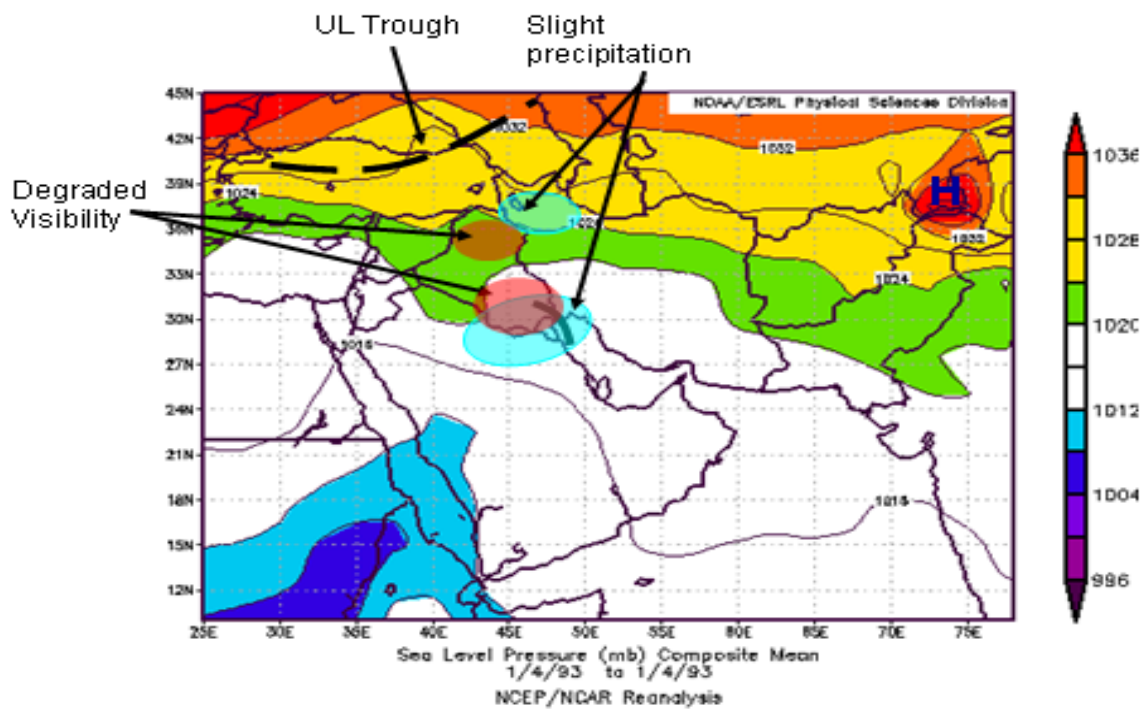 UL Trough
Slight
precipitation
45N
NOAA/ESRL Physical Sciences Division
42N
1032
1032
1036
Degraded
Visibility
39N
H
1024
1028
36N
1032
33N
1024
1020
30N
1016
27N
24N
1012
21N
18N
1016
1004
15N
12N
996
25E
30E
35E
40E
45E
50E
55E
60E
65E
70E
75E
Sea Level Pressure (mb) Composite Mean
1/4/93 to 1/4/93
NCEP/NCAR Reanalysis